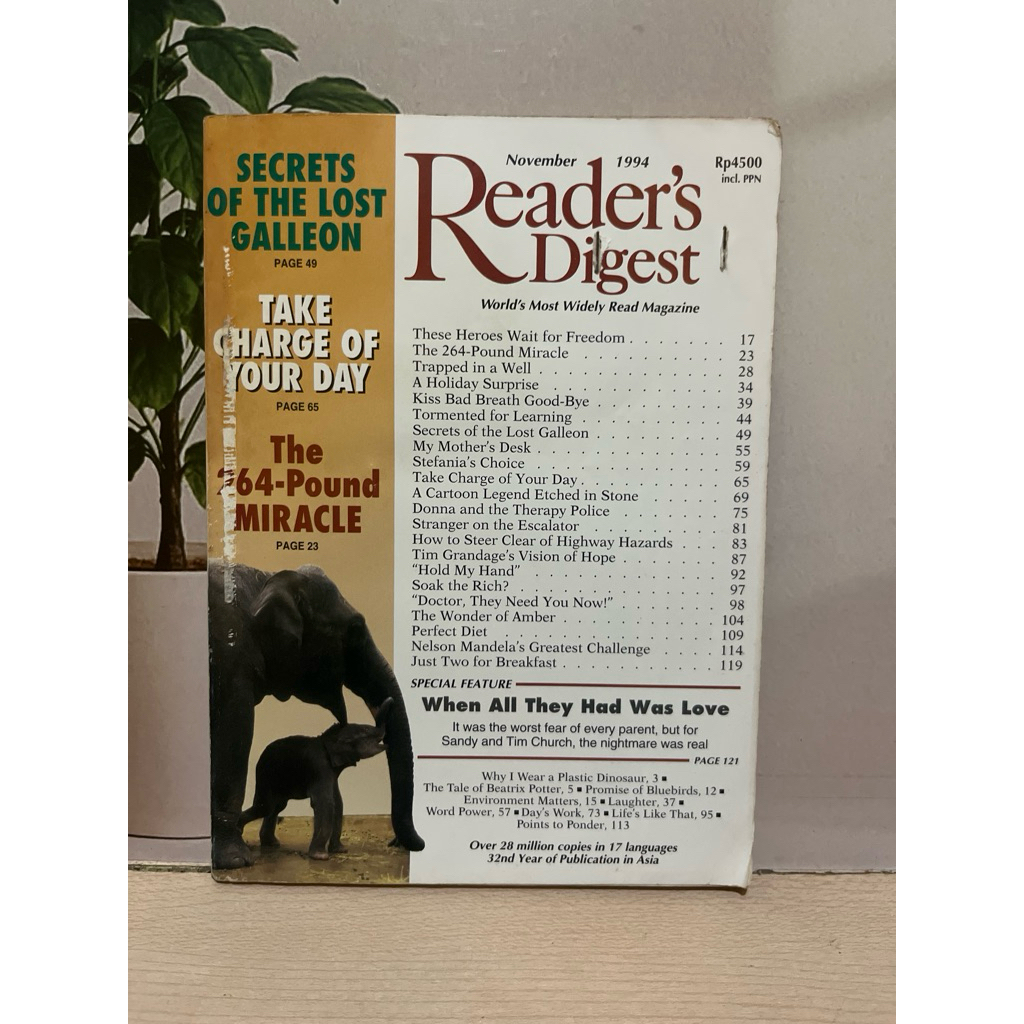 SECRETS
OF THE LOST
GALLEON
PAGE 49
TAKE
CHARGE OF
YOUR DAY
PAGE 65
The
264-Pound
MIRACLE
PAGE 23
November 1994
Rp4500
incl. PPN
Reader's
Digest
World's Most Widely Read Magazine
These Heroes Wait for Freedom . . . . . . . 17
The 264-Pound Miracle . . . . . . . . . . 23
Trapped in a Well . . . . . . . . . . . . 28
A Holiday Surprise . . . . . . . . . . . . 34
Kiss Bad Breath Good-Bye . . . . . . . . . 39
Tormented for Learning . . . . . . . . . . 44
Secrets of the Lost Galleon . . . . . . . . . 49
My Mother's Desk . . . . . . . . . . . . 55
Stefania's Choice . . . . . . . . . . . . 59
Take Charge of Your Day . . . . . . . . . . 65
A Cartoon Legend Etched in Stone . . . . . . 69
Donna and the Therapy Police . . . . . . . 75
Stranger on the Escalator . . . . . . . . . 81
How to Steer Clear of Highway Hazards . . . 83
Tim Grandage's Vision of Hope . . . . . . . 87
"Hold My Hand" . . . . . . . . . . . . 92
Soak the Rich? . . . . . . . . . . . . . 97
"Doctor, They Need You Now!" . . . . . . . 98
The Wonder of Amber . . . . . . . . . . 104
Perfect Diet . . . . . . . . . . . . . 109
Nelson Mandela's Greatest Challenge . . . . . 114
Just Two for Breakfast . . . . . . . . . . 119
SPECIAL FEATURE
When All They Had Was Love
It was the worst fear of every parent, but for
Sandy and Tim Church, the nightmare was real
PAGE 121
Why I Wear a Plastic Dinosaur, 3 ■
The Tale of Beatrix Potter, 5 ■ Promise of Bluebirds, 12 ■
Environment Matters, 15 ■ Laughter, 37 ■
Word Power, 57 ■ Day's Work, 73 ■ Life's Like That, 95 ■
Points to Ponder, 113
Over 28 million copies in 17 languages
32nd Year of Publication in Asia